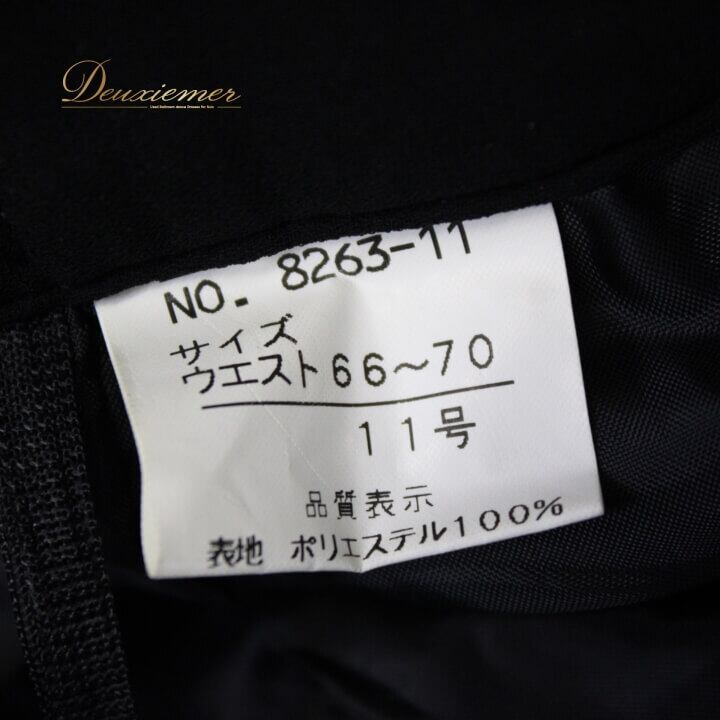 Deuxiemer
NO. 8263-11
サイズ
ウエスト66～70
11号
品質表示
表地 ポリエステル100%